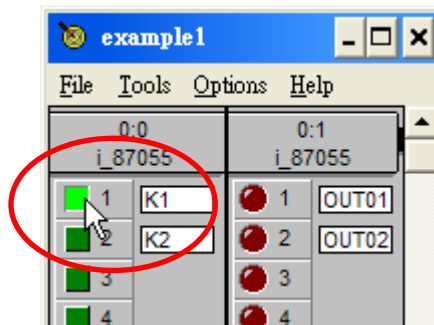 example1
File Tools Options Help
0:0 0:1
i_87055 i_87055
1 K1 1 OUT01
2 K2 2 OUT02
3 3
4 4